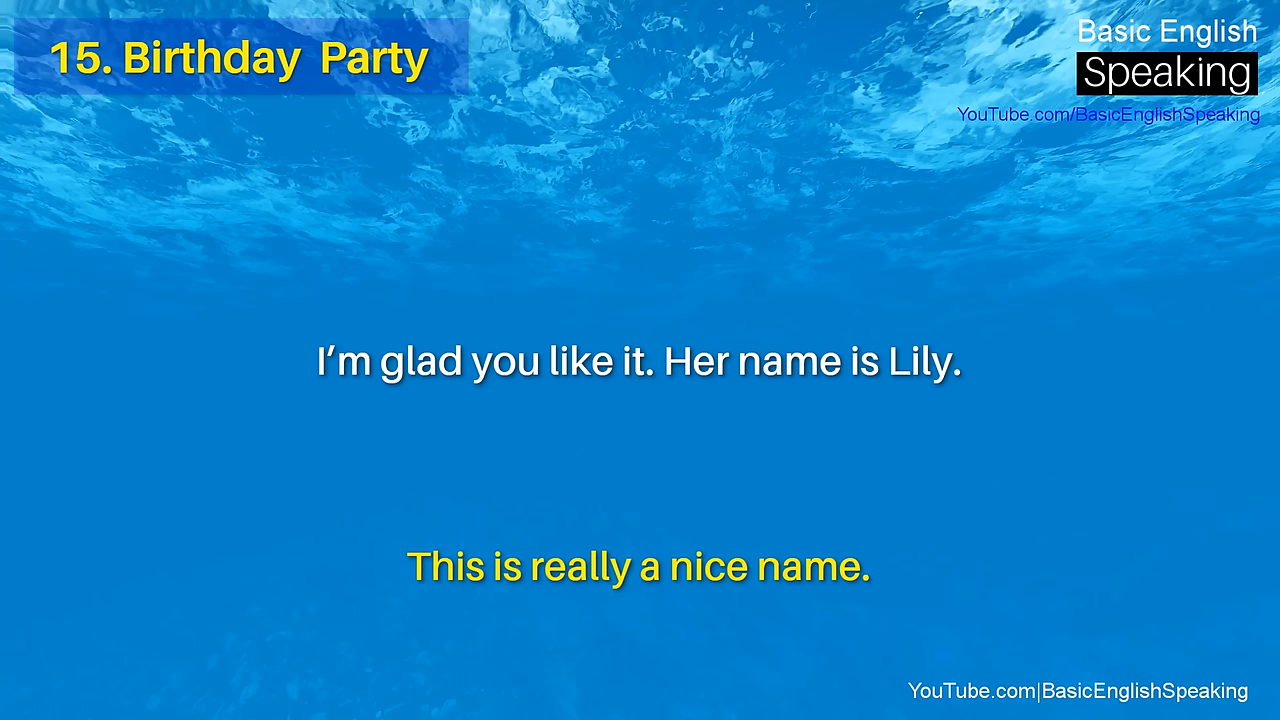 15. Birthday Party
Basic English
Speaking
YouTube.com/BasicEnglishSpeaking
I’m glad you like it. Her name is Lily.
This is really a nice name.
YouTube.com|BasicEnglishSpeaking